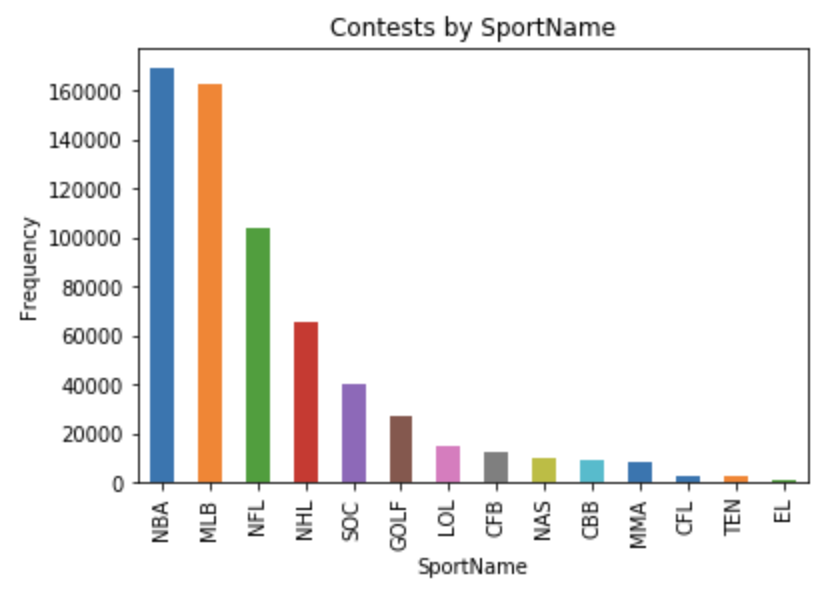 Contests by SportName
Frequency
160000
140000
120000
100000
80000
60000
40000
20000
0
NBA
MLB
NFL
NHL
SOC
GOLF
LOL
CFB
NAS
CBB
MMA
CFL
TEN
EL
SportName